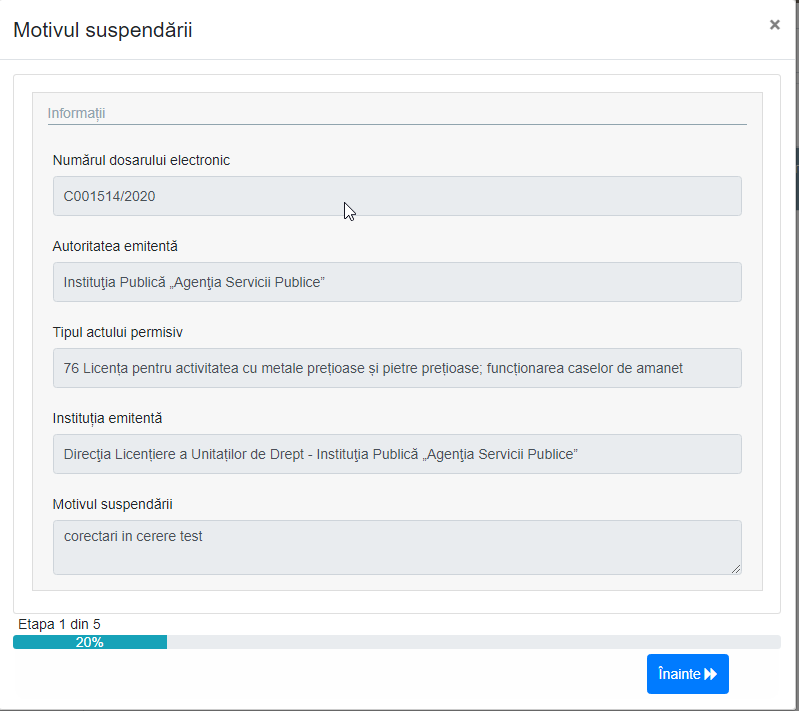 Motivul suspendării
×
Informații
Numărul dosarului electronic
C001514/2020
Autoritatea emitentă
Instituţia Publică „Agenţia Servicii Publice”
Tipul actului permisiv
76 Licența pentru activitatea cu metale prețioase și pietre prețioase; funcționarea caselor de amanet
Instituția emitentă
Direcţia Licențiere a Unitaților de Drept - Instituţia Publică „Agenţia Servicii Publice”
Motivul suspendării
corectari in cerere test
Etapa 1 din 5
20%
Înainte